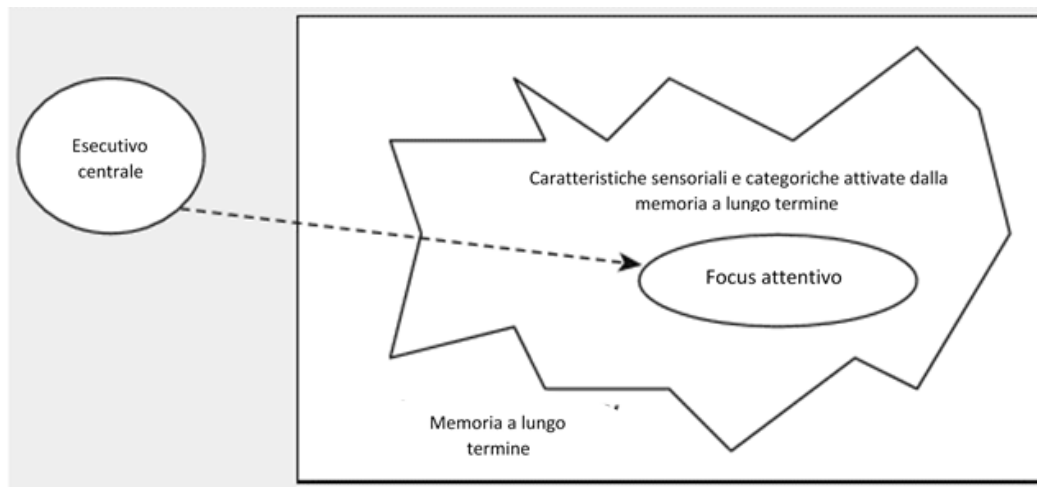 Esecutivo
centrale
Caratteristiche sensoriali e categoriche attivate dalla
memoria a lungo termine
Focus attentivo
Memoria a lungo
termine